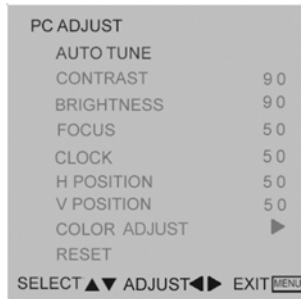 PC ADJUST
AUTO TUNE
CONTRAST 90
BRIGHTNESS 90
FOCUS 50
CLOCK 50
H POSITION 50
V POSITION 50
COLOR ADJUST ▶
RESET
SELECT▲▼ ADJUST◀▶ EXIT MENU